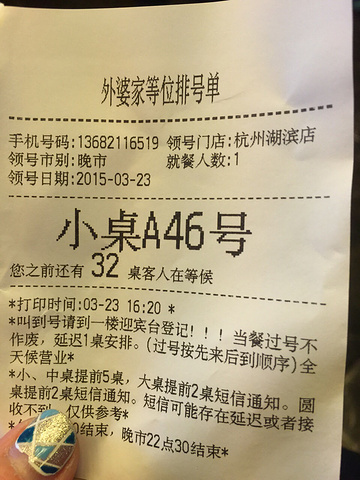 外婆家等位排号单
手机号码:13682116519 领号门店:杭州湖滨店
领号市别:晚市 就餐人数:1
领号日期:2015-03-23
小桌A46号
您之前还有 32 桌客人在等候
*打印时间:03-23 16:20 *
*叫到号请到一楼迎宾台登记！！！当餐过号不
作废，延迟1桌安排。(过号按先来后到顺序)全
天候营业*
*小、中桌提前5桌，大桌提前2桌短信通知。圆
桌提前2桌短信通知。短信可能存在延迟或者接
收不到 仅供参考*
0结束，晚市22点30结束*